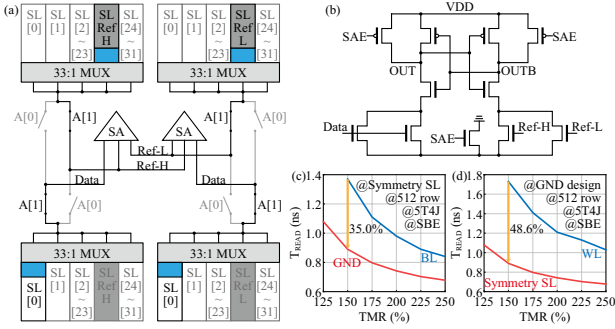 (a)
SL [0]
SL [1]
SL [2] ~ [23]
SL Ref H
SL [24] ~ [31]
SL [0]
SL [1]
SL [2] ~ [23]
SL Ref L
SL [24] ~ [31]
33:1 MUX
33:1 MUX
A[0]
A[1]
SA
SA
A[1]
A[0]
Ref-L
Ref-H
Data
Data
A[1]
A[0]
A[0]
A[1]
33:1 MUX
33:1 MUX
SL [0]
SL [1]
SL [2] ~ [23]
SL Ref H
SL [24] ~ [31]
SL [0]
SL [1]
SL [2] ~ [23]
SL Ref L
SL [24] ~ [31]
(b)
VDD
SAE
SAE
OUT
OUTB
Data
SAE
Ref-H
Ref-L
(c)
T_READ (ns)
1.4
1.2
1.0
0.8
0.6
@Symmetry SL
@512 row
@5T4J
@SBE
35.0%
GND
BL
125 150 175 200 225 250
TMR (%)
(d)
T_READ (ns)
1.8
1.6
1.4
1.2
1.0
0.8
0.6
@GND design
@512 row
@5T4J
@SBE
48.6%
WL
Symmetry SL
125 150 175 200 225 250
TMR (%)